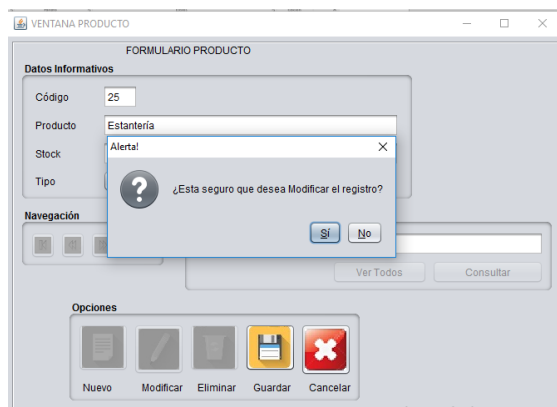 VENTANA PRODUCTO
FORMULARIO PRODUCTO
Datos Informativos
Código 25
Producto Estantería
Stock
Tipo
Alerta!
¿Esta seguro que desea Modificar el registro?
Sí No
Navegación
Ver Todos Consultar
Opciones
Nuevo Modificar Eliminar Guardar Cancelar